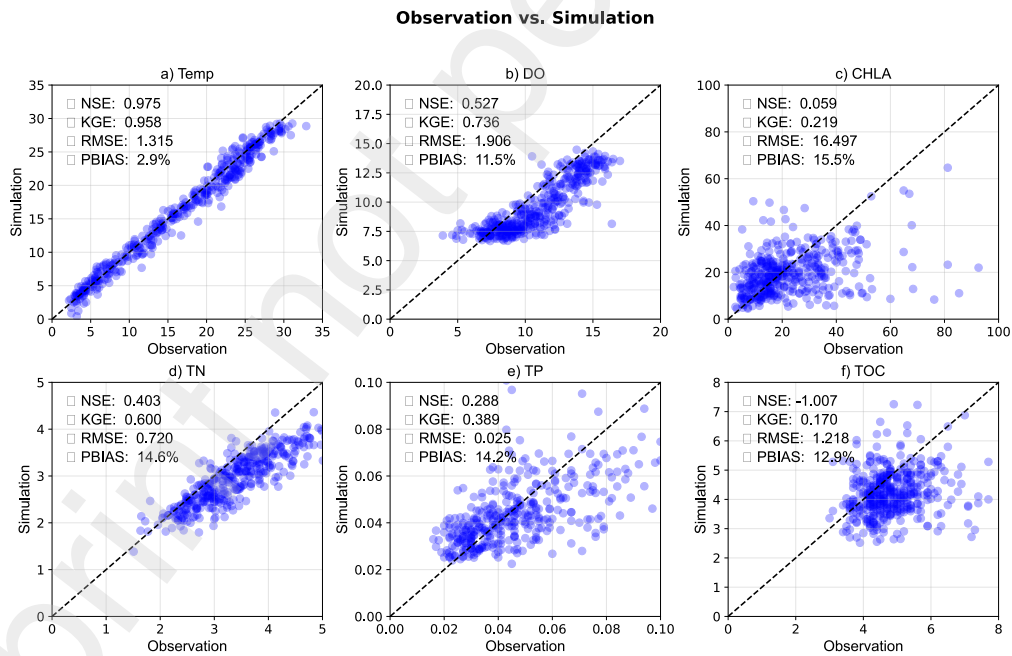 Observation vs. Simulation
a) Temp
35
30
25
20
15
10
5
0
Simulation
□ NSE: 0.975
□ KGE: 0.958
□ RMSE: 1.315
□ PBIAS: 2.9%
5
10
15
20
25
30
35
Observation
b) DO
20.0
17.5
15.0
12.5
10.0
7.5
5.0
2.5
0.0
Simulation
□ NSE: 0.527
□ KGE: 0.736
□ RMSE: 1.906
□ PBIAS: 11.5%
0
5
10
15
20
Observation
c) CHLA
100
80
60
40
20
0
Simulation
□ NSE: 0.059
□ KGE: 0.219
□ RMSE: 16.497
□ PBIAS: 15.5%
0
20
40
60
80
100
Observation
d) TN
5
4
3
2
1
0
Simulation
□ NSE: 0.403
□ KGE: 0.600
□ RMSE: 0.720
□ PBIAS: 14.6%
0
1
2
3
4
5
Observation
e) TP
0.10
0.08
0.06
0.04
0.02
0.00
Simulation
□ NSE: 0.288
□ KGE: 0.389
□ RMSE: 0.025
□ PBIAS: 14.2%
0.00
0.02
0.04
0.06
0.08
0.10
Observation
f) TOC
8
7
6
5
4
3
2
1
0
Simulation
□ NSE: -1.007
□ KGE: 0.170
□ RMSE: 1.218
□ PBIAS: 12.9%
0
2
4
6
8
Observation
print not pe